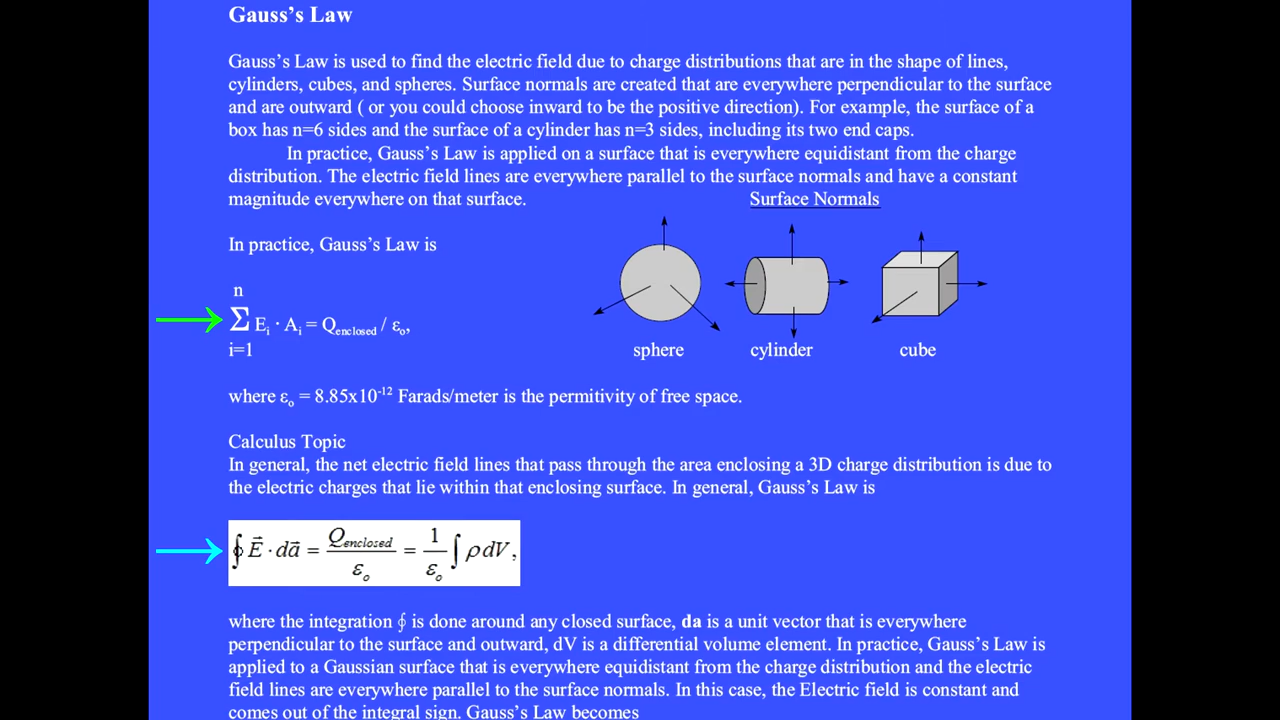 Gauss's Law
Gauss's Law is used to find the electric field due to charge distributions that are in the shape of lines,
cylinders, cubes, and spheres. Surface normals are created that are everywhere perpendicular to the surface
and are outward ( or you could choose inward to be the positive direction). For example, the surface of a
box has n=6 sides and the surface of a cylinder has n=3 sides, including its two end caps.
In practice, Gauss's Law is applied on a surface that is everywhere equidistant from the charge
distribution. The electric field lines are everywhere parallel to the surface normals and have a constant
magnitude everywhere on that surface.
Surface Normals
In practice, Gauss's Law is
n
Σ Eᵢ · Aᵢ = Qenclosed / εₒ,
i=1
sphere cylinder cube
where εₒ = 8.85x10⁻¹² Farads/meter is the permitivity of free space.
Calculus Topic
In general, the net electric field lines that pass through the area enclosing a 3D charge distribution is due to
the electric charges that lie within that enclosing surface. In general, Gauss's Law is
∮ E⃗ · da⃗ = Qenclosed / εₒ = 1 / εₒ ∫ ρ dV,
where the integration ∮ is done around any closed surface, da is a unit vector that is everywhere
perpendicular to the surface and outward, dV is a differential volume element. In practice, Gauss's Law is
applied to a Gaussian surface that is everywhere equidistant from the charge distribution and the electric
field lines are everywhere parallel to the surface normals. In this case, the Electric field is constant and
comes out of the integral sign. Gauss's Law becomes